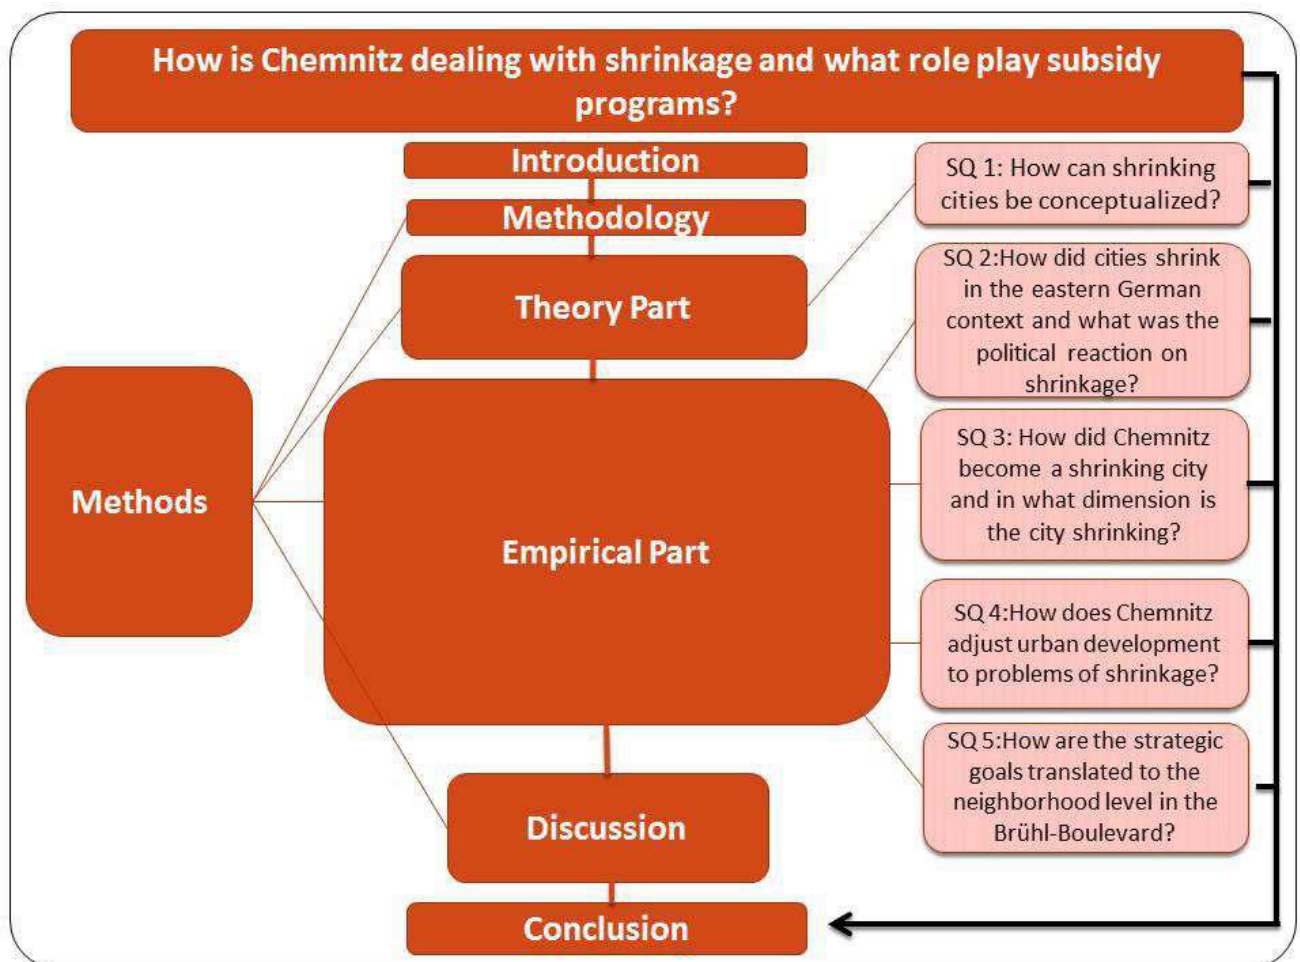 How is Chemnitz dealing with shrinkage and what role play subsidy
programs?
Introduction
Methodology
Theory Part
Methods
Empirical Part
Discussion
Conclusion
SQ 1: How can shrinking
cities be conceptualized?
SQ 2:How did cities shrink
in the eastern German
context and what was the
political reaction on
shrinkage?
SQ 3: How did Chemnitz
become a shrinking city
and in what dimension is
the city shrinking?
SQ 4:How does Chemnitz
adjust urban development
to problems of shrinkage?
SQ 5:How are the strategic
goals translated to the
neighborhood level in the
Brühl-Boulevard?